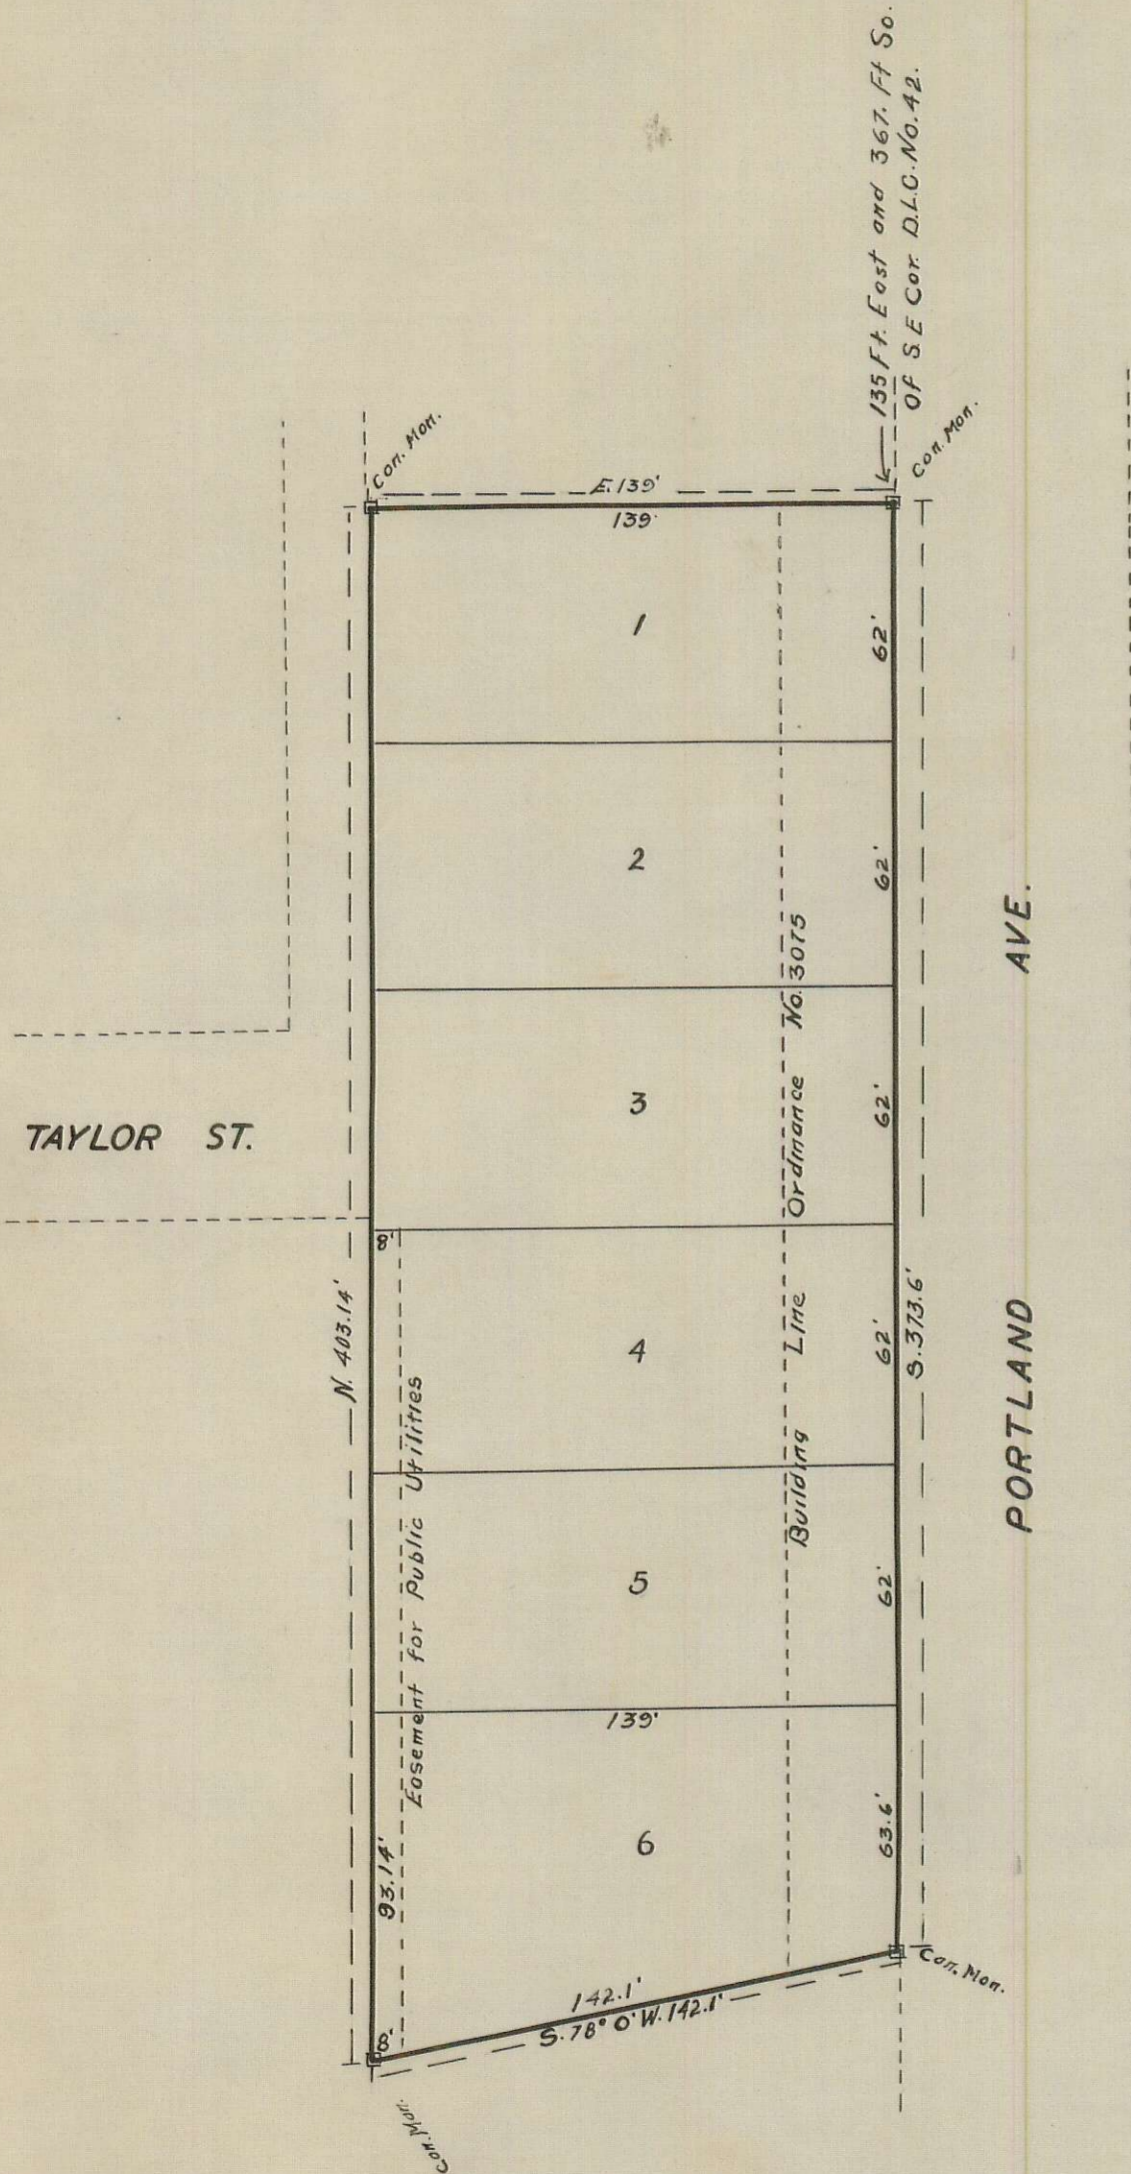 135 Ft. East and 367. Ft So.
OF S.E Cor. D.L.C. No. 42.
Con. Mon.
Con. Mon.
E. 139'
139'
1
62'
2
62'
3
62'
TAYLOR ST.
8'
4
62'
5
62'
139'
6
63.6'
93.14'
8'
N. 403.14'
S. 373.6'
Easement for Public Utilities
Building Line Ordinance No. 3075
PORTLAND AVE.
142.1'
S. 78° 0' W. 142.1'
Con. Mon.
Con. Mon.